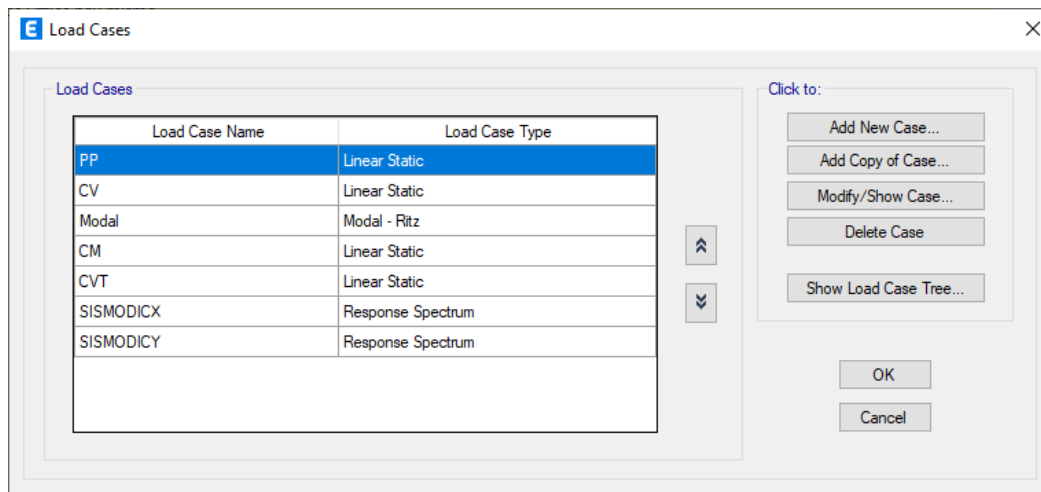 E Load Cases
Load Cases
Load Case Name Load Case Type
PP Linear Static
CV Linear Static
Modal Modal - Ritz
CM Linear Static
CVT Linear Static
SISMODICX Response Spectrum
SISMODICY Response Spectrum
Click to:
Add New Case...
Add Copy of Case...
Modify/Show Case...
Delete Case
Show Load Case Tree...
OK
Cancel